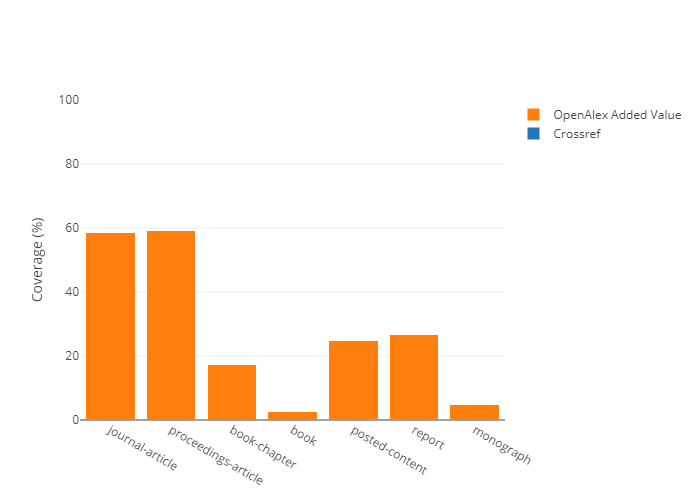 100
80
60
40
20
0
Coverage (%)
journal-article
proceedings-article
book-chapter
book
posted-content
report
monograph
OpenAlex Added Value
Crossref